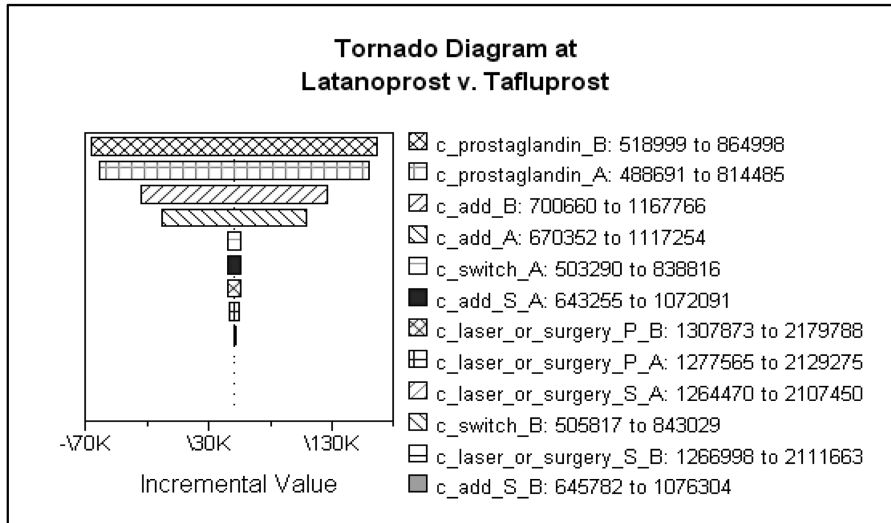 Tornado Diagram at
Latanoprost v. Tafluprost
c_prostaglandin_B: 518999 to 864998
c_prostaglandin_A: 488691 to 814485
c_add_B: 700660 to 1167766
c_add_A: 670352 to 1117254
c_switch_A: 503290 to 838816
c_add_S_A: 643255 to 1072091
c_laser_or_surgery_P_B: 1307873 to 2179788
c_laser_or_surgery_P_A: 1277565 to 2129275
c_laser_or_surgery_S_A: 1264470 to 2107450
c_switch_B: 505817 to 843029
c_laser_or_surgery_S_B: 1266998 to 2111663
c_add_S_B: 645782 to 1076304
-\70K \30K \130K
Incremental Value